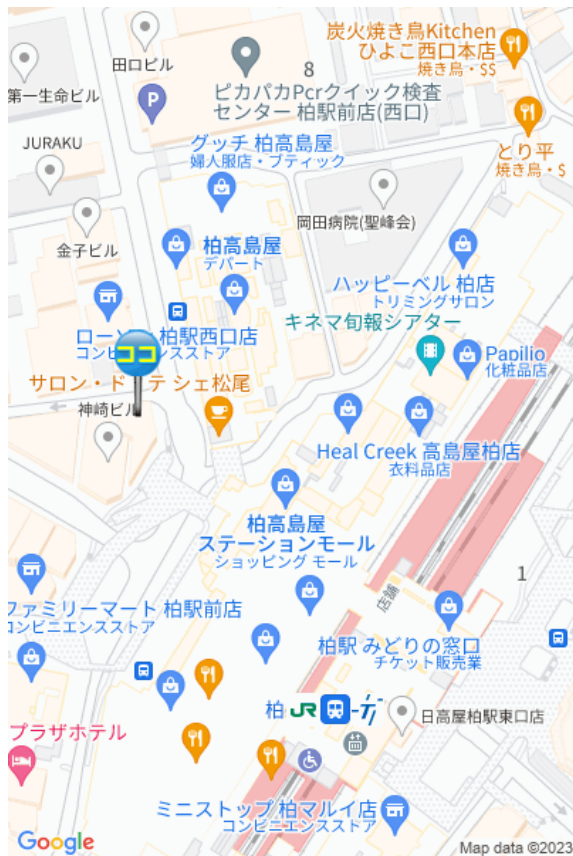 炭火焼き鳥Kitchen
ひよこ西口本店
焼き鳥・$$
田口ビル
8
第一生命ビル
P
ピカパカPcrクイック検査
センター 柏駅前店(西口)
JURAKU
グッチ 柏高島屋
婦人服店・ブティック
とり平
焼き鳥・$
岡田病院(聖峰会)
金子ビル
柏高島屋
デパート
ハッピーベル 柏店
トリミングサロン
キネマ旬報シアター
ココ
柏駅西口店
コンビ
エンスストア
Papilio
化粧品店
サロン・ド
テ シェ松尾
神崎ビル
Heal Creek 高島屋柏店
衣料品店
柏高島屋
ステーションモール
ショッピング モール
1
店舗
ファミリーマート 柏駅前店
コンビニエンスストア
柏駅 みどりの窓口
チケット販売業
柏 JR
日高屋柏駅東口店
プラザホテル
ミニストップ 柏マルイ店
コンビニエンスストア
Google
Map data ©2023